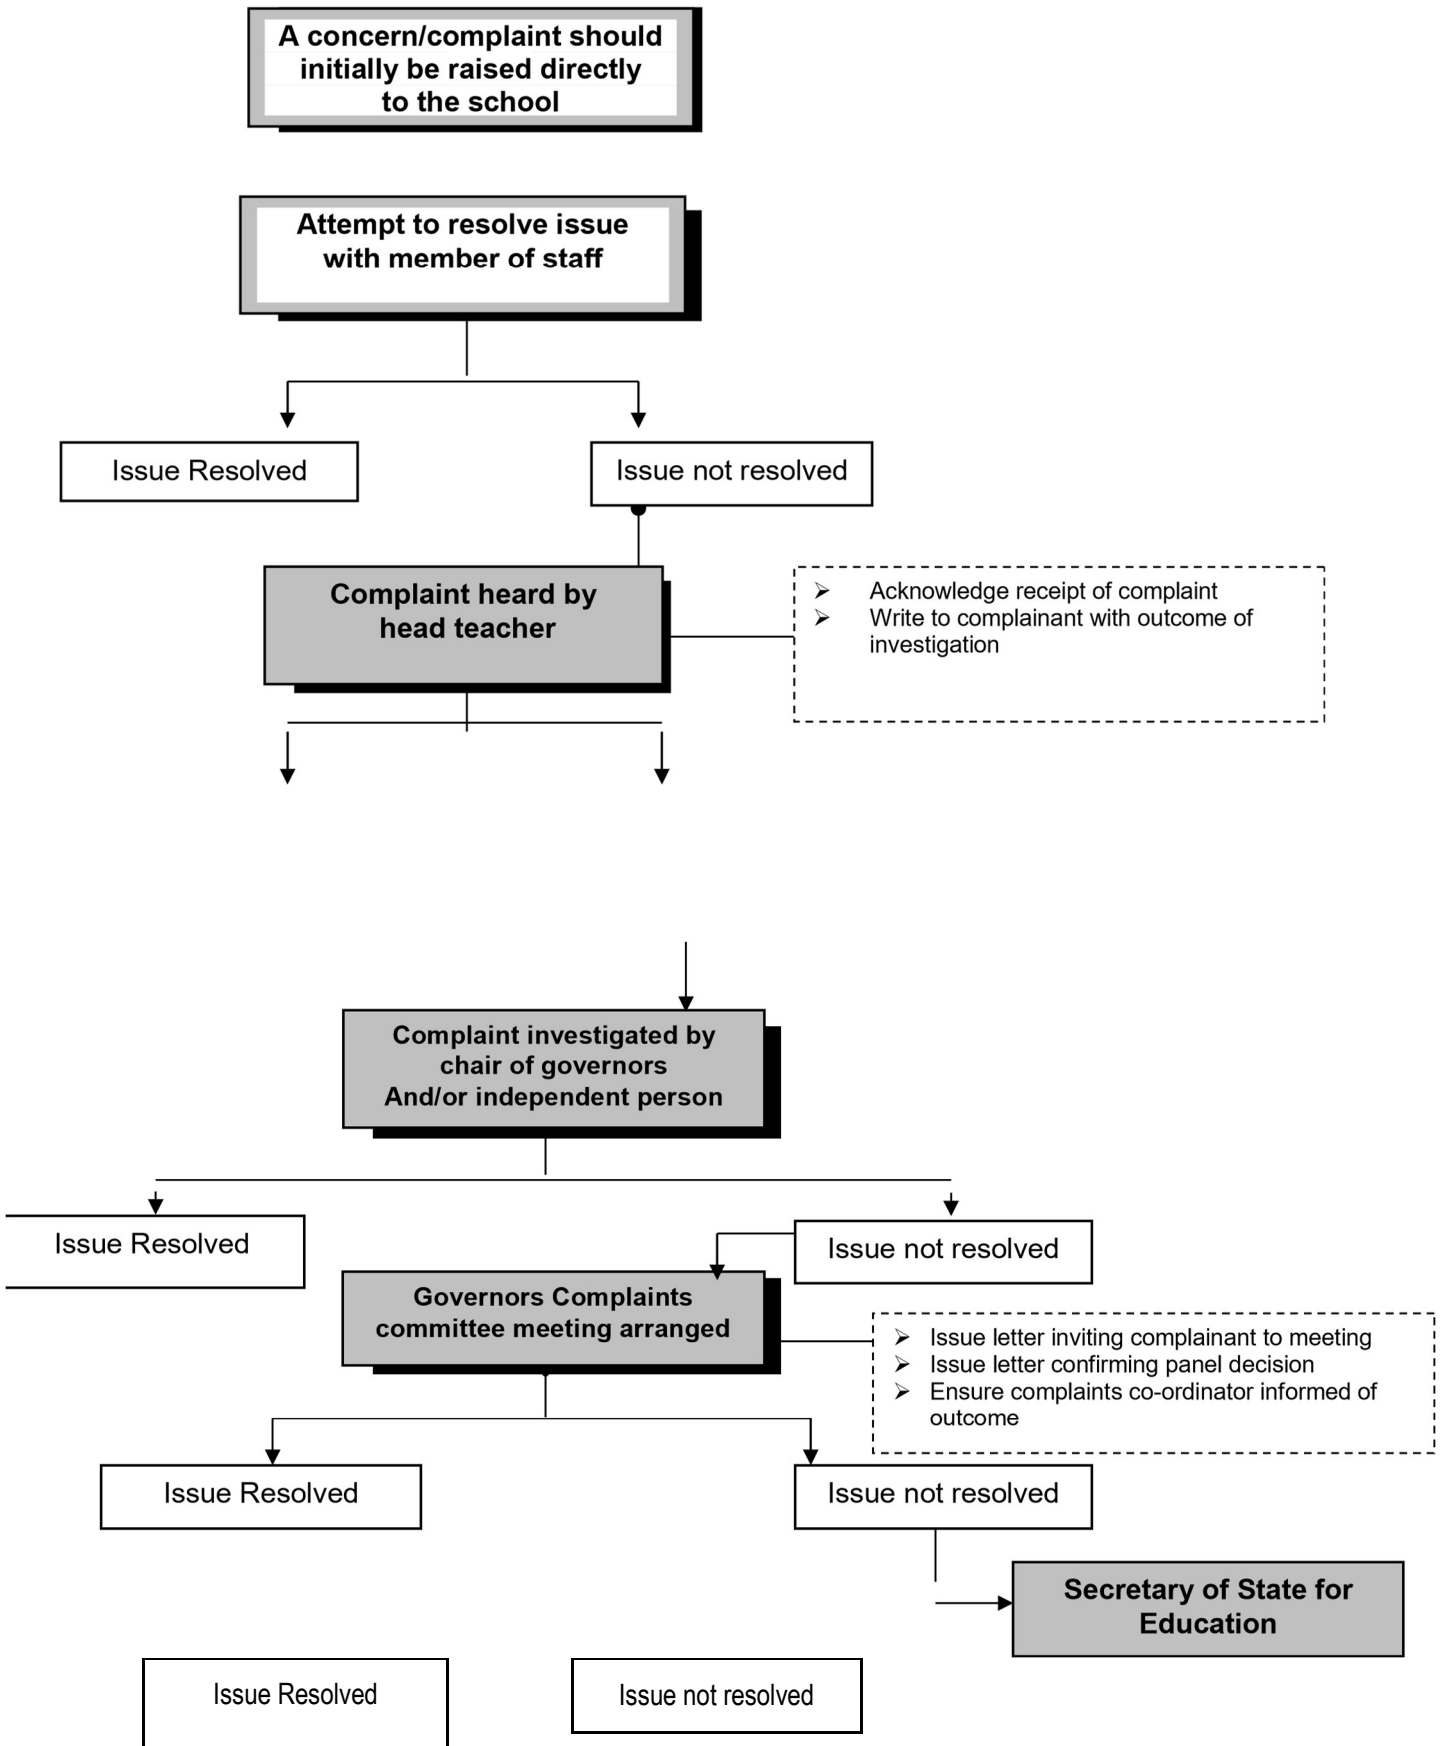 A concern/complaint should
initially be raised directly
to the school
Attempt to resolve issue
with member of staff
Issue Resolved
Issue not resolved
Complaint heard by
head teacher
➢ Acknowledge receipt of complaint
➢ Write to complainant with outcome of
investigation
Complaint investigated by
chair of governors
And/or independent person
Issue Resolved
Issue not resolved
Governors Complaints
committee meeting arranged
➢ Issue letter inviting complainant to meeting
➢ Issue letter confirming panel decision
➢ Ensure complaints co-ordinator informed of
outcome
Issue Resolved
Issue not resolved
Secretary of State for
Education
Issue Resolved
Issue not resolved